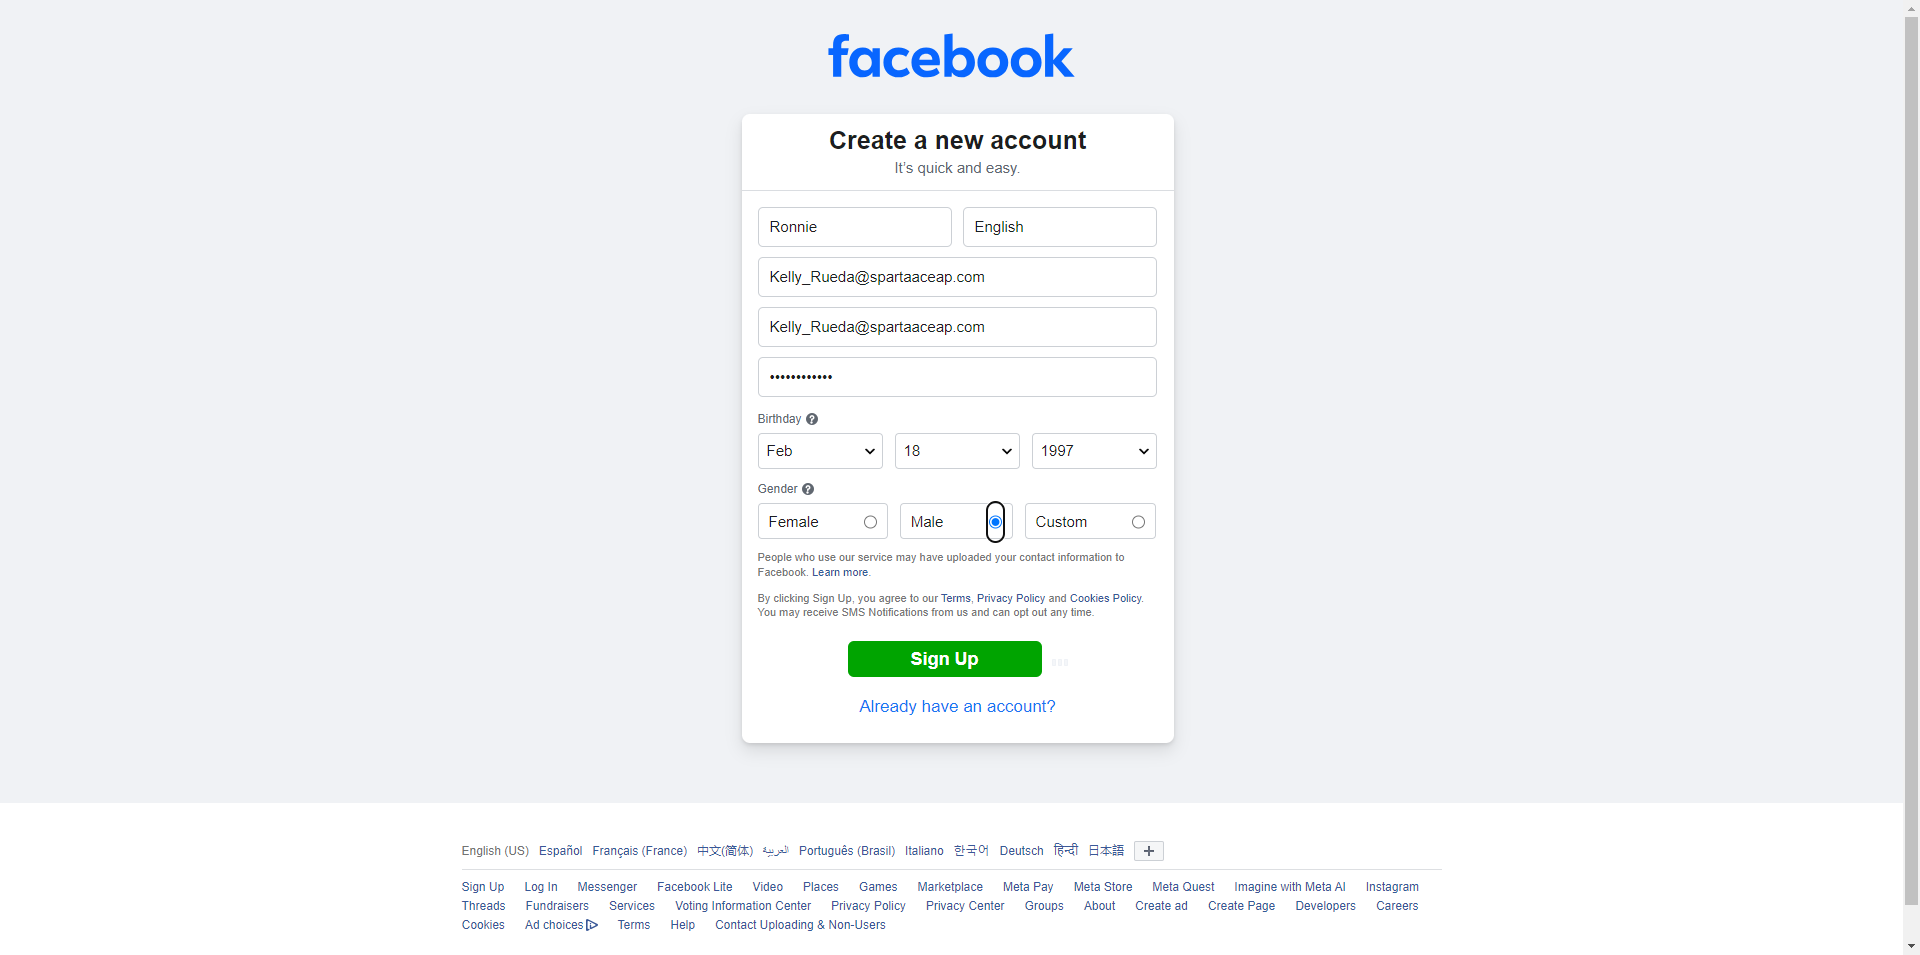 facebook
Create a new account
It's quick and easy.
Ronnie English
Kelly_Rueda@spartaaceap.com
Kelly_Rueda@spartaaceap.com
••••••••••••
Birthday
Feb 18 1997
Gender
Female Male Custom
People who use our service may have uploaded your contact information to
Facebook. Learn more.
By clicking Sign Up, you agree to our Terms, Privacy Policy and Cookies Policy.
You may receive SMS Notifications from us and can opt out any time.
Sign Up
Already have an account?
English (US) Español Français (France) 中文(简体) العربية Português (Brasil) Italiano 한국어 Deutsch हिन्दी 日本語
Sign Up Log In Messenger Facebook Lite Video Places Games Marketplace Meta Pay Meta Store Meta Quest Imagine with Meta AI Instagram
Threads Fundraisers Services Voting Information Center Privacy Policy Privacy Center Groups About Create ad Create Page Developers Careers
Cookies Ad choices Terms Help Contact Uploading & Non-Users